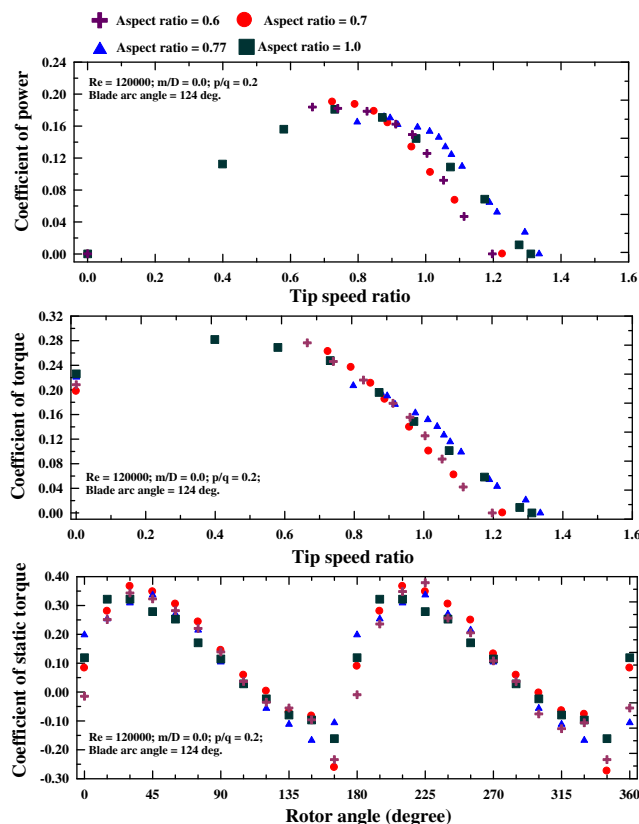 Aspect ratio = 0.6 Aspect ratio = 0.7
Aspect ratio = 0.77 Aspect ratio = 1.0
0.24
0.20
0.16
0.12
0.08
0.04
0.00
Coefficient of power
Re = 120000; m/D = 0.0; p/q = 0.2
Blade arc angle = 124 deg.
0.0 0.2 0.4 0.6 0.8 1.0 1.2 1.4 1.6
Tip speed ratio
0.32
0.28
0.24
0.20
0.16
0.12
0.08
0.04
0.00
Coefficient of torque
Re = 120000; m/D = 0.0; p/q = 0.2;
Blade arc angle = 124 deg.
0.0 0.2 0.4 0.6 0.8 1.0 1.2 1.4 1.6
Tip speed ratio
0.40
0.30
0.20
0.10
0.00
-0.10
-0.20
-0.30
Coefficient of static torque
Re = 120000; m/D = 0.0; p/q = 0.2;
Blade arc angle = 124 deg.
0 45 90 135 180 225 270 315 360
Rotor angle (degree)